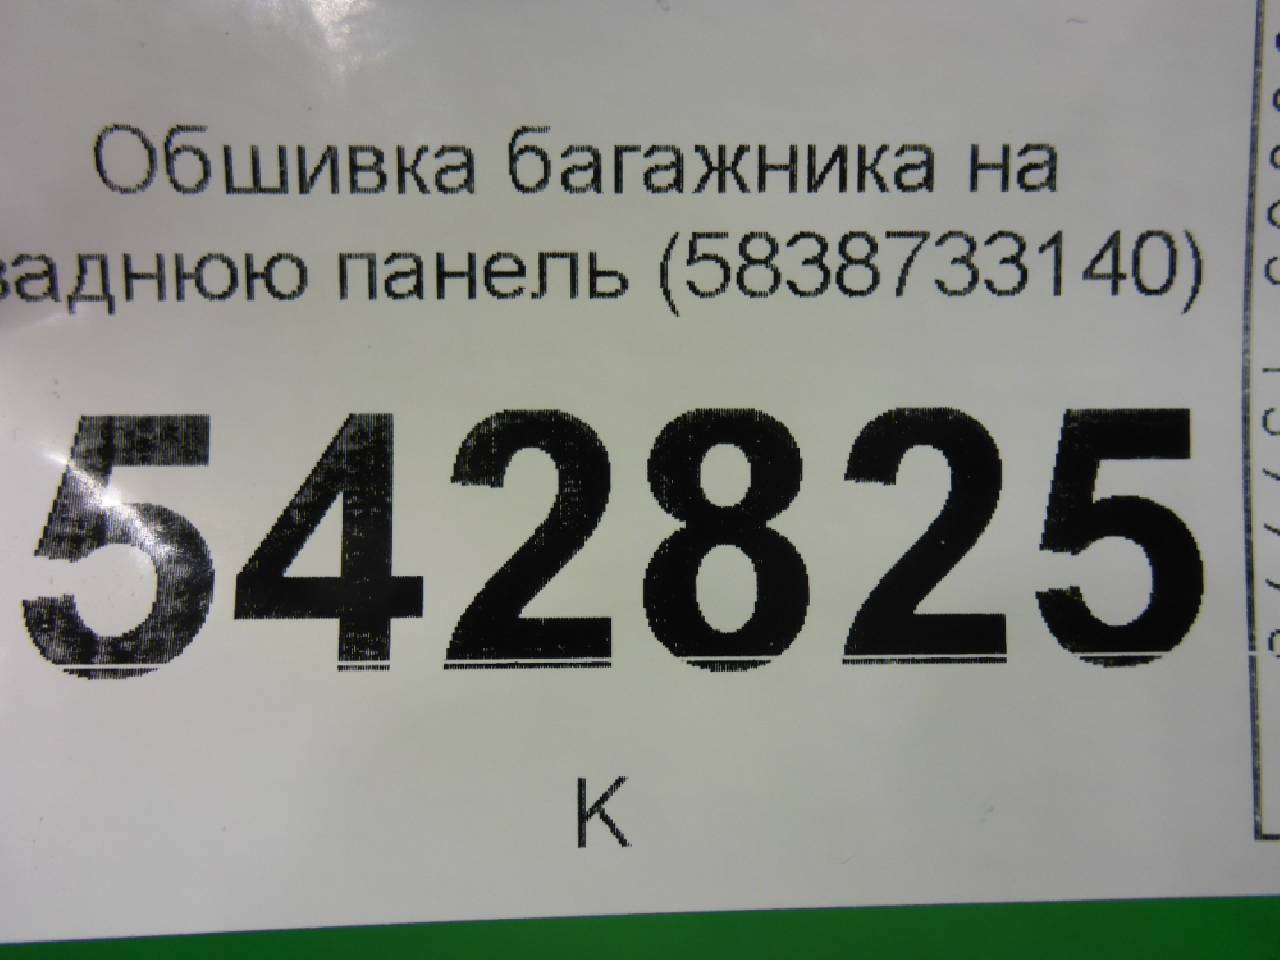 Обшивка багажника на
заднюю панель (5838733140)
542825
К